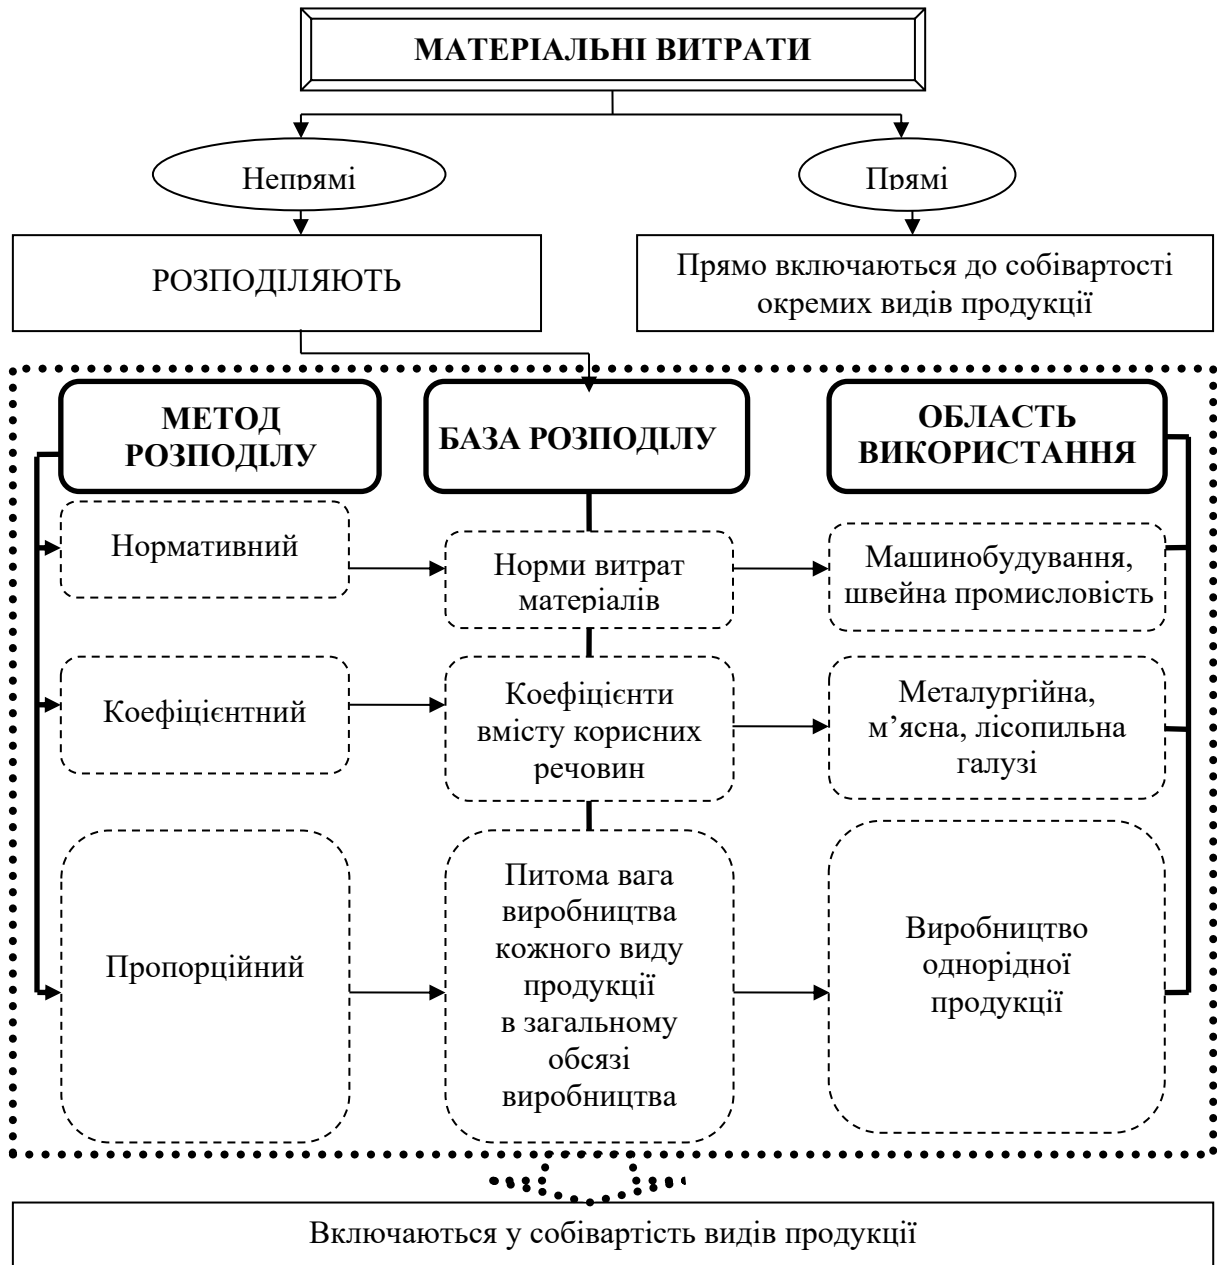 МАТЕРІАЛЬНІ ВИТРАТИ
Непрямі
Прямі
РОЗПОДІЛЯЮТЬ
Прямо включаються до собівартості
окремих видів продукції
МЕТОД
РОЗПОДІЛУ
БАЗА РОЗПОДІЛУ
ОБЛАСТЬ
ВИКОРИСТАННЯ
Нормативний
Норми витрат
матеріалів
Машинобудування,
швейна промисловість
Коефіцієнтний
Коефіцієнти
вмісту корисних
речовин
Металургійна,
м’ясна, лісопильна
галузі
Пропорційний
Питома вага
виробництва
кожного виду
продукції
в загальному
обсязі
виробництва
Виробництво
однорідної
продукції
Включаються у собівартість видів продукції